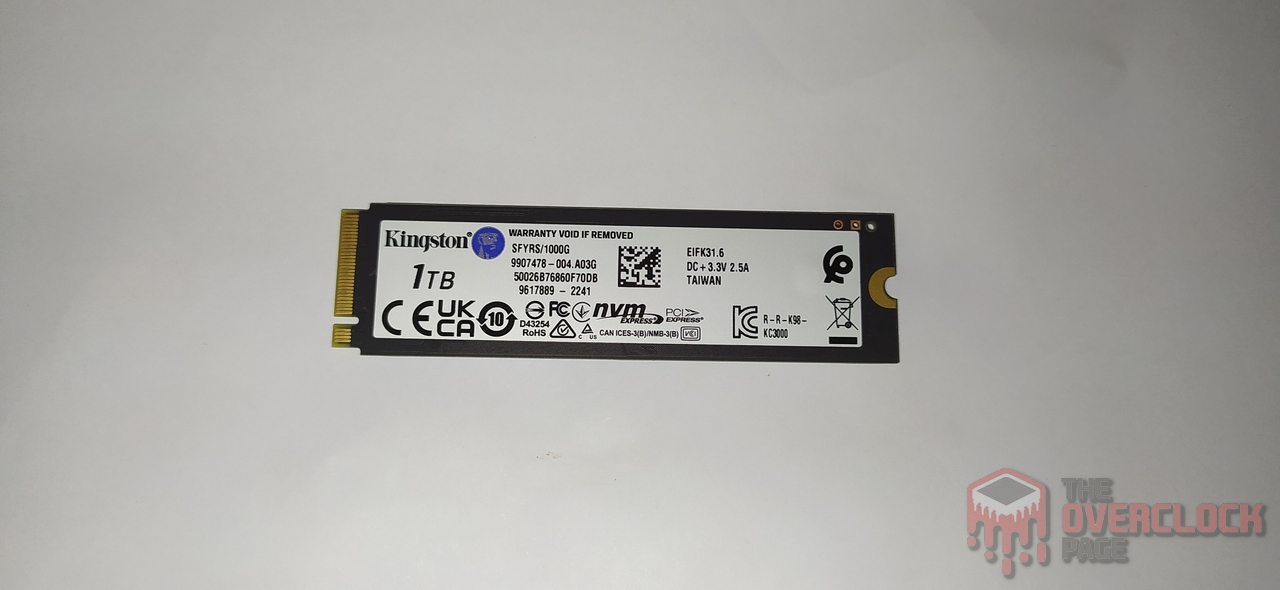 Kingston
1TB
WARRANTY VOID IF REMOVED
SFYRS/1000G
9907478-004.A03G
50026B76860F70DB
9617889 - 2241
EIFK31.6
DC+3.3V 2.5A
TAIWAN
CE UK CA 10
FC
D43254
RoHS
C US
nvm EXPRESS
PCI EXPRESS
CAN ICES-3(B)/NMB-3(B)
VCI
R-R-K98-
KC3000
THE
OVERCLOCK
PAGE